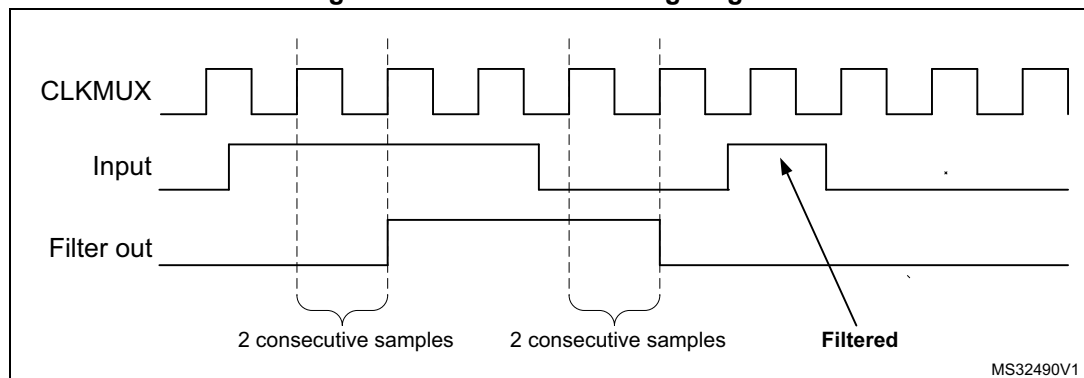 CLKMUX
Input
Filter out
2 consecutive samples
2 consecutive samples
Filtered
MS32490V1